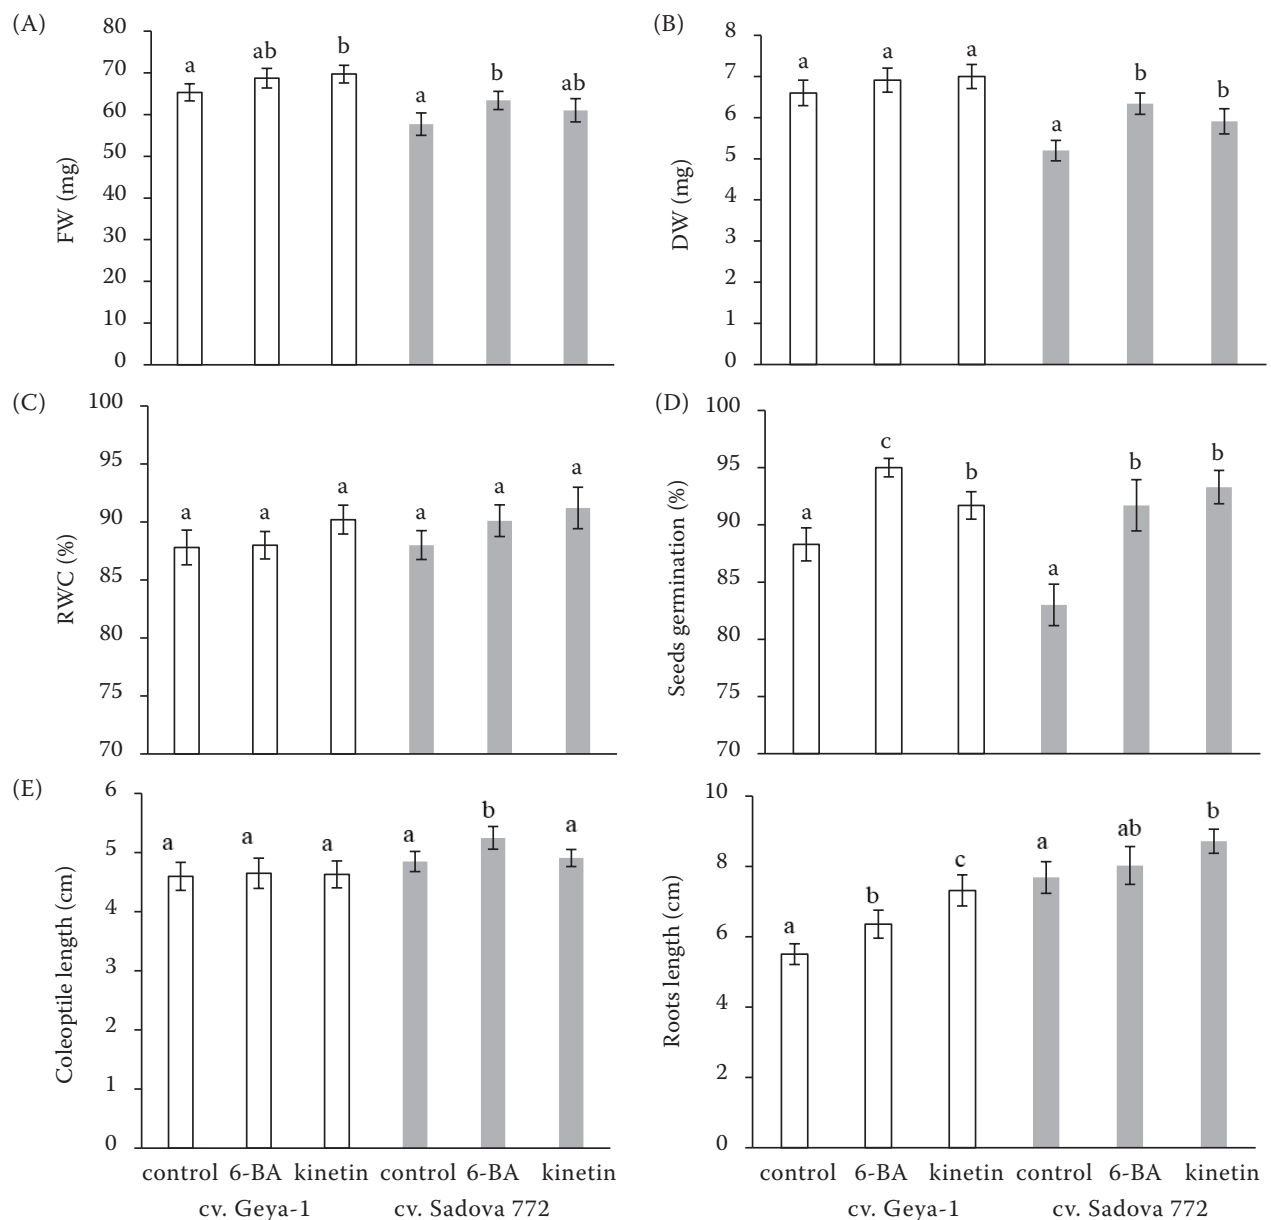 (A)
FW (mg)
80
70
60
50
40
30
20
10
0
a ab b a b ab
(B)
DW (mg)
8
7
6
5
4
3
2
1
0
a a a a b b
(C)
RWC (%)
100
95
90
85
80
75
70
a a a a a a
(D)
Seeds germination (%)
100
95
90
85
80
75
70
a c b a b b
(E)
Coleoptile length (cm)
6
5
4
3
2
1
0
a a a a b a
control 6-BA kinetin control 6-BA kinetin
cv. Geya-1 cv. Sadova 772
Roots length (cm)
10
8
6
4
2
0
a b c a ab b
control 6-BA kinetin control 6-BA kinetin
cv. Geya-1 cv. Sadova 772